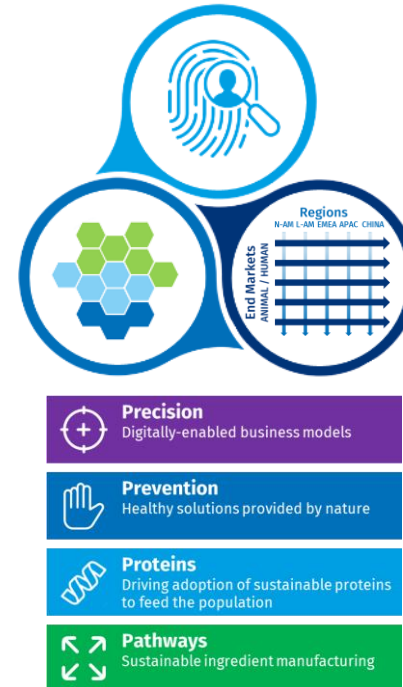 Regions
N-AM L-AM EMEA APAC CHINA
End Markets
ANIMAL / HUMAN
Precision
Digitally-enabled business models
Prevention
Healthy solutions provided by nature
Proteins
Driving adoption of sustainable proteins
to feed the population
Pathways
Sustainable ingredient manufacturing